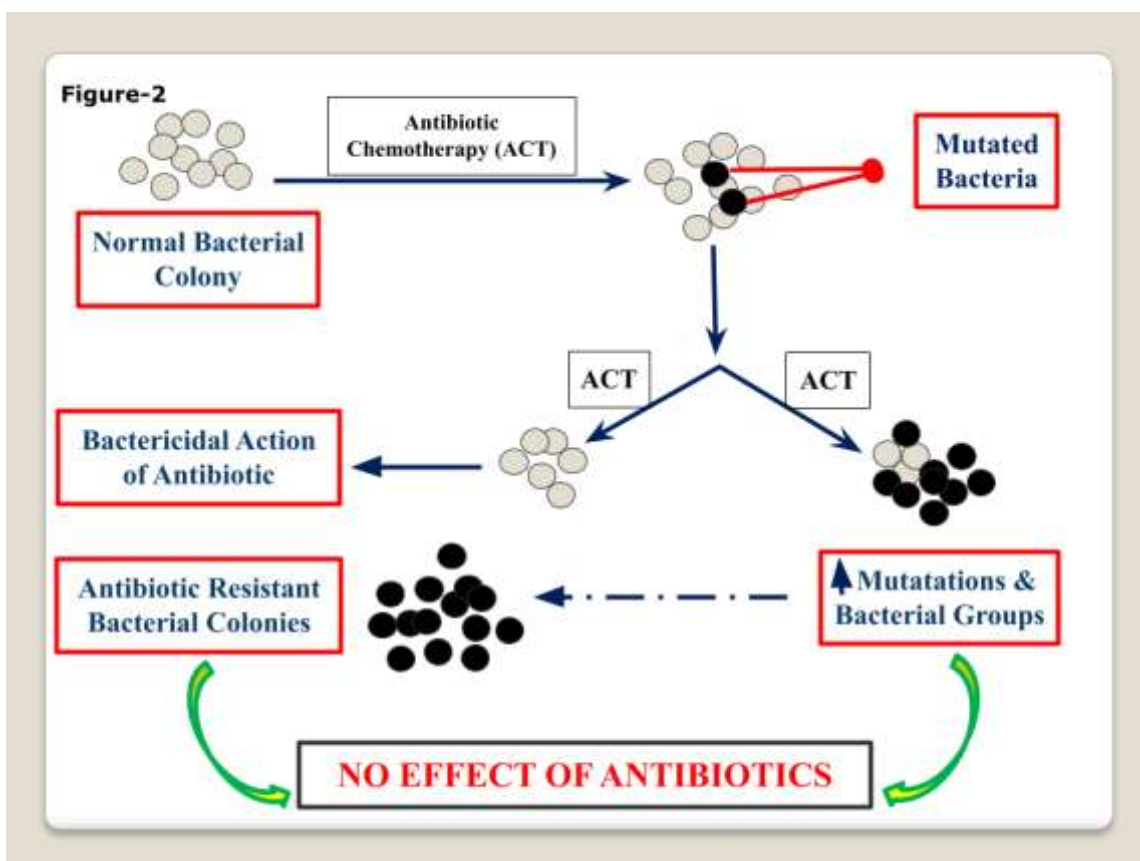 Figure-2
Antibiotic
Chemotherapy (ACT)
Mutated
Bacteria
Normal Bacterial
Colony
ACT
ACT
Bactericidal Action
of Antibiotic
Antibiotic Resistant
Bacterial Colonies
Mutatations &
Bacterial Groups
NO EFFECT OF ANTIBIOTICS